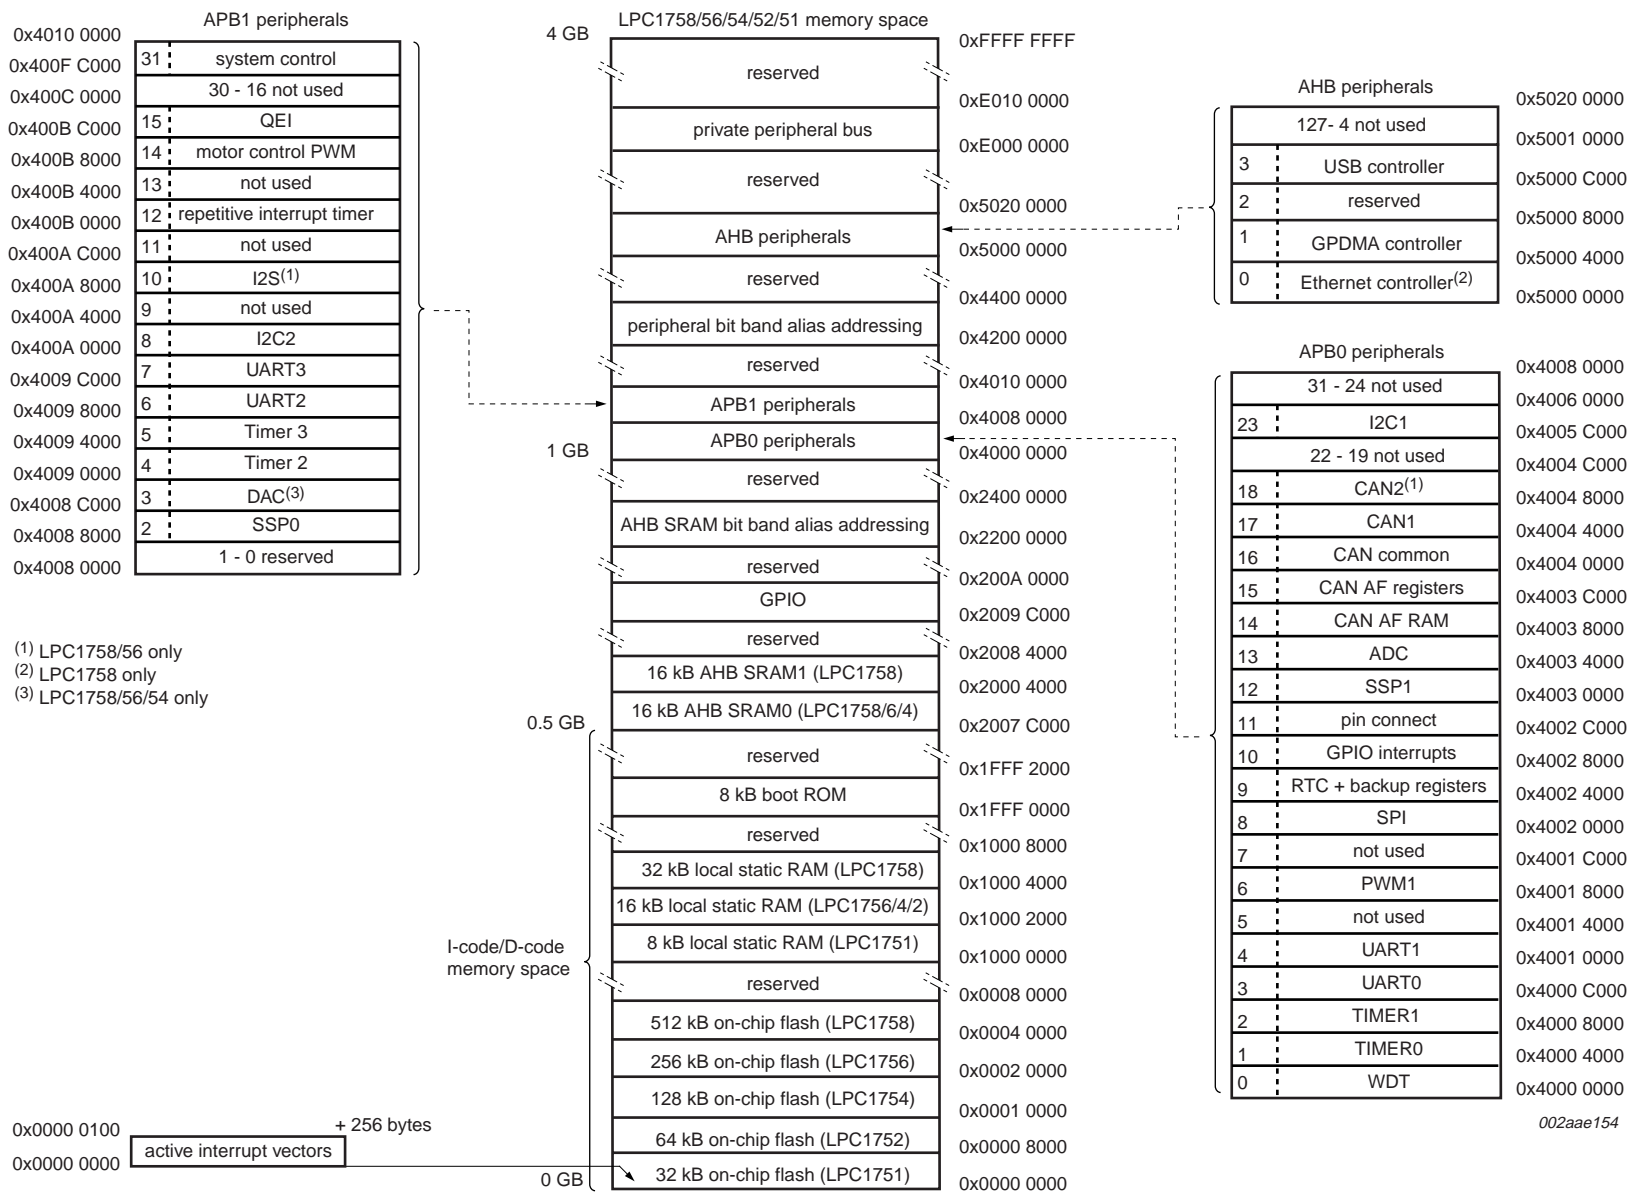 APB1 peripherals
0x4010 0000
31 system control
0x400F C000
30 - 16 not used
0x400C 0000
15 QEI
0x400B C000
14 motor control PWM
0x400B 8000
13 not used
0x400B 4000
12 repetitive interrupt timer
0x400B 0000
11 not used
0x400A C000
10 I2S(1)
0x400A 8000
9 not used
0x400A 4000
8 I2C2
0x400A 0000
7 UART3
0x4009 C000
6 UART2
0x4009 8000
5 Timer 3
0x4009 4000
4 Timer 2
0x4009 0000
3 DAC(3)
0x4008 C000
2 SSP0
0x4008 8000
1 - 0 reserved
0x4008 0000
(1) LPC1758/56 only
(2) LPC1758 only
(3) LPC1758/56/54 only
0x0000 0100
+ 256 bytes
active interrupt vectors
0x0000 0000
LPC1758/56/54/52/51 memory space
4 GB
0xFFFF FFFF
reserved
0xE010 0000
private peripheral bus
0xE000 0000
reserved
0x5020 0000
AHB peripherals
0x5000 0000
reserved
0x4400 0000
peripheral bit band alias addressing
0x4200 0000
reserved
0x4010 0000
APB1 peripherals
0x4008 0000
APB0 peripherals
1 GB
0x4000 0000
reserved
0x2400 0000
AHB SRAM bit band alias addressing
0x2200 0000
reserved
0x200A 0000
GPIO
0x2009 C000
reserved
0x2008 4000
16 kB AHB SRAM1 (LPC1758)
0x2000 4000
16 kB AHB SRAM0 (LPC1758/6/4)
0.5 GB
0x2007 C000
reserved
0x1FFF 2000
8 kB boot ROM
0x1FFF 0000
reserved
0x1000 8000
32 kB local static RAM (LPC1758)
0x1000 4000
16 kB local static RAM (LPC1756/4/2)
0x1000 2000
8 kB local static RAM (LPC1751)
0x1000 0000
I-code/D-code
memory space
reserved
0x0008 0000
512 kB on-chip flash (LPC1758)
0x0004 0000
256 kB on-chip flash (LPC1756)
0x0002 0000
128 kB on-chip flash (LPC1754)
0x0001 0000
64 kB on-chip flash (LPC1752)
0x0000 8000
32 kB on-chip flash (LPC1751)
0 GB
0x0000 0000
AHB peripherals
0x5020 0000
127- 4 not used
0x5001 0000
3 USB controller
0x5000 C000
2 reserved
0x5000 8000
1 GPDMA controller
0x5000 4000
0 Ethernet controller(2)
0x5000 0000
APB0 peripherals
0x4008 0000
31 - 24 not used
0x4006 0000
23 I2C1
0x4005 C000
22 - 19 not used
0x4004 C000
18 CAN2(1)
0x4004 8000
17 CAN1
0x4004 4000
16 CAN common
0x4004 0000
15 CAN AF registers
0x4003 C000
14 CAN AF RAM
0x4003 8000
13 ADC
0x4003 4000
12 SSP1
0x4003 0000
11 pin connect
0x4002 C000
10 GPIO interrupts
0x4002 8000
9 RTC + backup registers
0x4002 4000
8 SPI
0x4002 0000
7 not used
0x4001 C000
6 PWM1
0x4001 8000
5 not used
0x4001 4000
4 UART1
0x4001 0000
3 UART0
0x4000 C000
2 TIMER1
0x4000 8000
1 TIMER0
0x4000 4000
0 WDT
0x4000 0000
002aae154